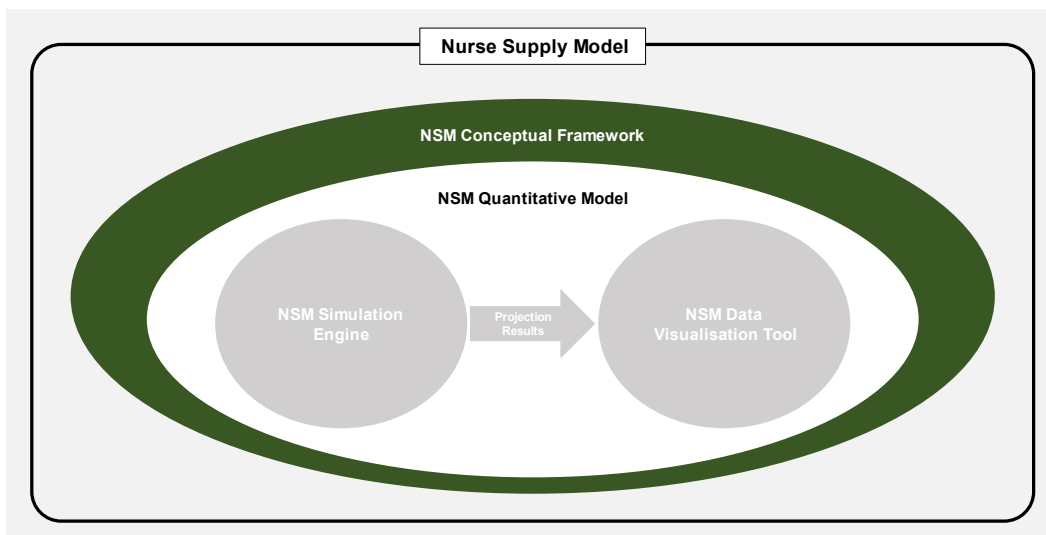 Nurse Supply Model
NSM Conceptual Framework
NSM Quantitative Model
NSM Simulation
Engine
Projection
Results
NSM Data
Visualisation Tool